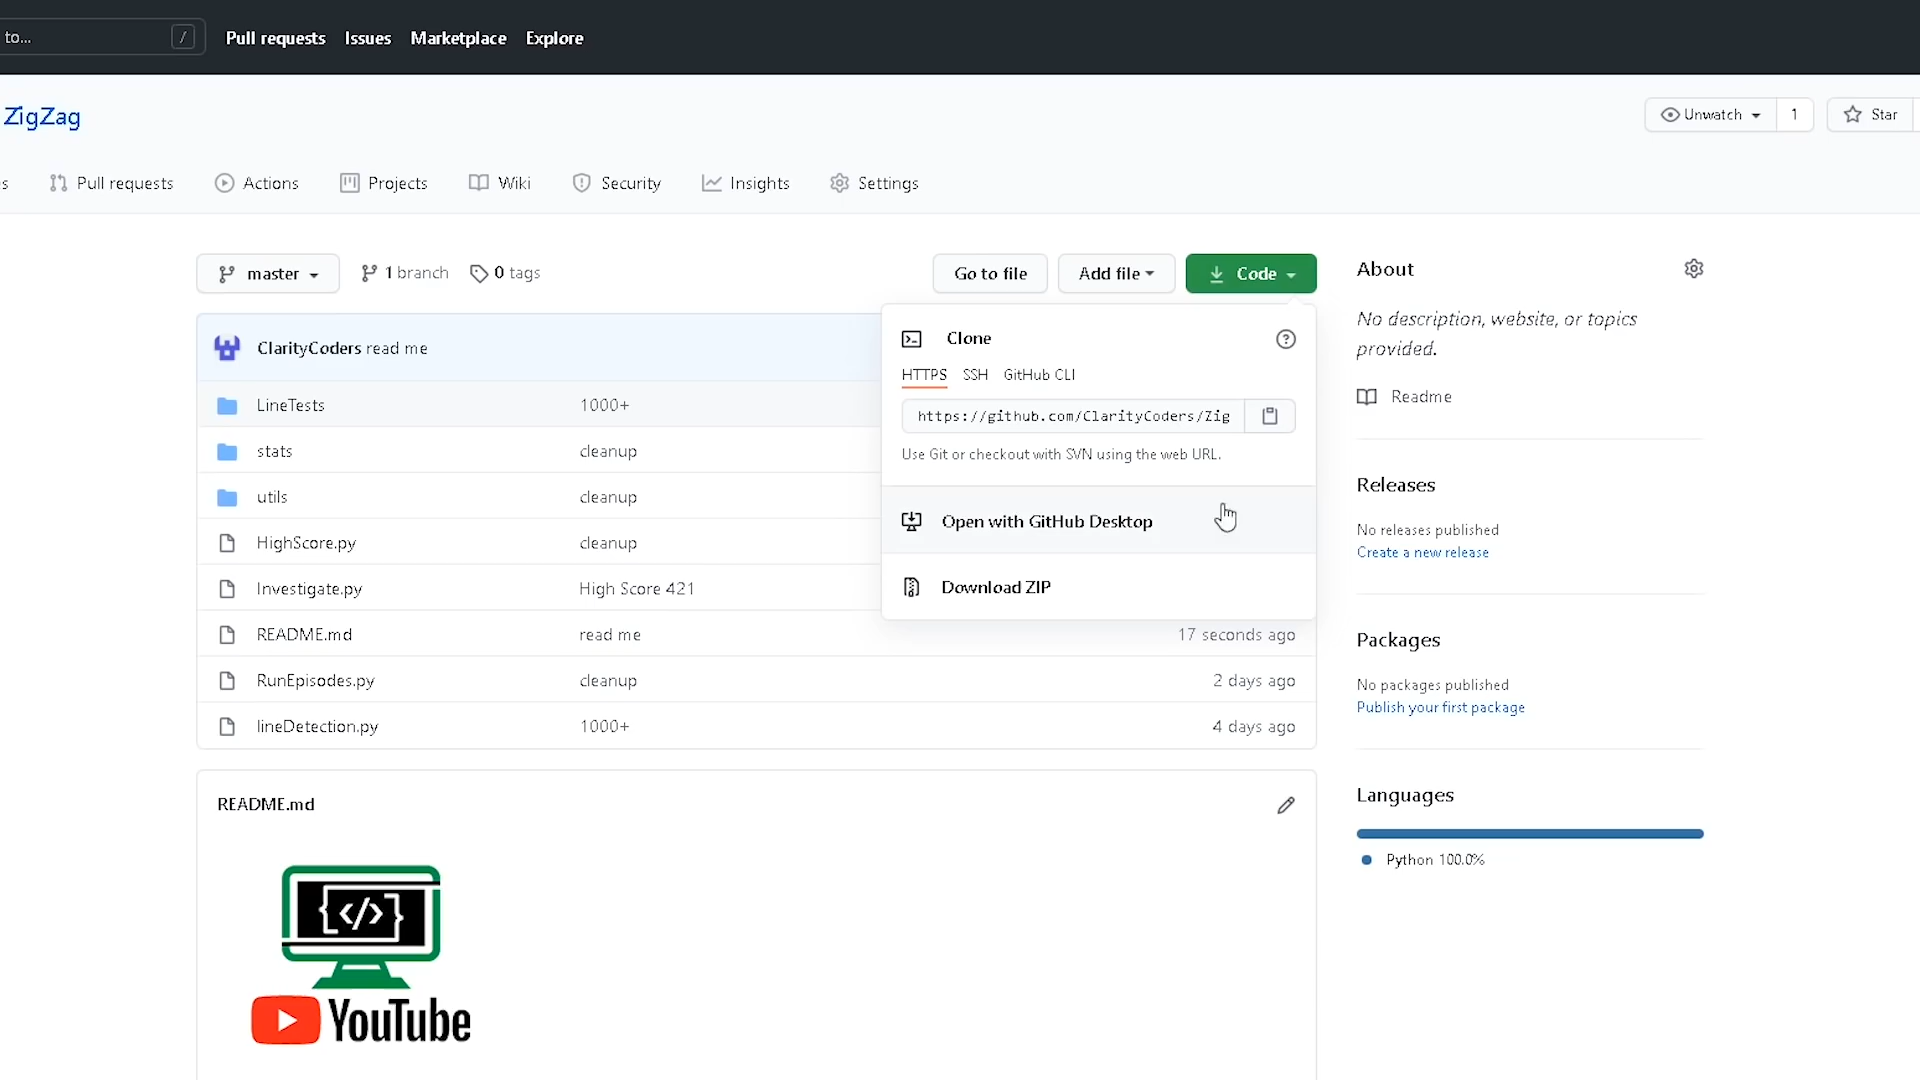 to... /
Pull requests Issues Marketplace Explore
ZigZag
Unwatch 1 Star
s Pull requests Actions Projects Wiki Security Insights Settings
master 1 branch 0 tags Go to file Add file Code
About
No description, website, or topics
provided.
Readme
ClarityCoders read me
LineTests 1000+
stats cleanup
utils cleanup
HighScore.py cleanup
Investigate.py High Score 421
README.md read me 17 seconds ago
RunEpisodes.py cleanup 2 days ago
lineDetection.py 1000+ 4 days ago
Clone ?
HTTPS SSH GitHub CLI
https://github.com/ClarityCoders/Zig
Use Git or checkout with SVN using the web URL.
Open with GitHub Desktop
Download ZIP
Releases
No releases published
Create a new release
Packages
No packages published
Publish your first package
Languages
Python 100.0%
README.md
{</>}
YouTube